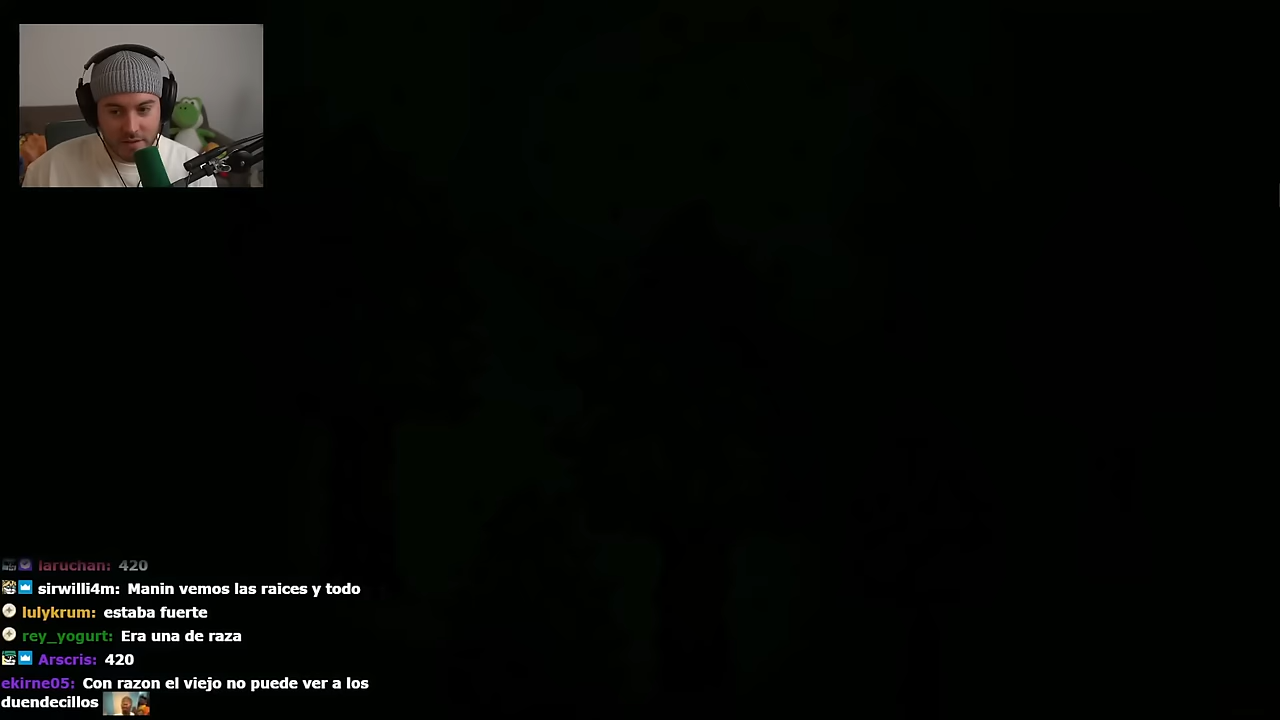 laruchan: 420
sirwilli4m: Manin vemos las raices y todo
lulykrum: estaba fuerte
rey_yogurt: Era una de raza
Arscris: 420
ekirne05: Con razon el viejo no puede ver a los
duendecillos